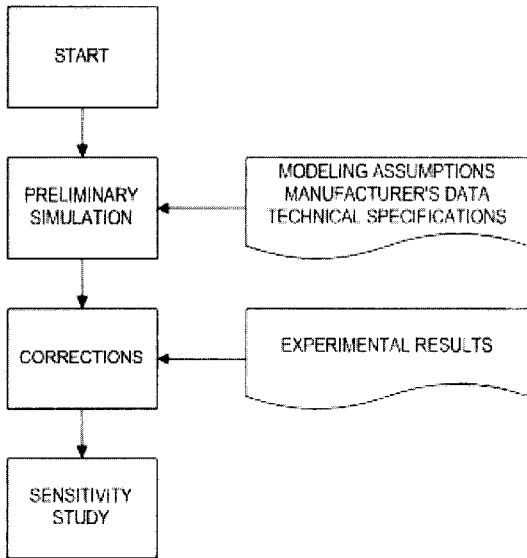 START
PRELIMINARY
SIMULATION
MODELING ASSUMPTIONS
MANUFACTURER'S DATA
TECHNICAL SPECIFICATIONS
CORRECTIONS
EXPERIMENTAL RESULTS
SENSITIVITY
STUDY